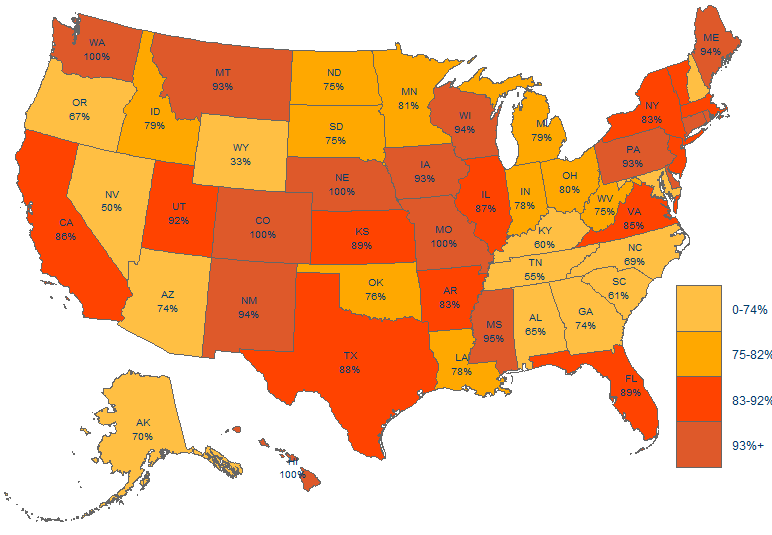 WA
100%
MT
93%
ND
75%
MN
81%
ME
94%
OR
67%
ID
79%
WY
33%
SD
75%
WI
94%
MI
79%
NY
83%
NV
50%
UT
92%
NE
100%
IA
93%
IL
87%
IN
78%
OH
80%
PA
93%
WV
75%
VA
85%
CA
86%
CO
100%
KS
89%
MO
100%
KY
60%
NC
69%
AZ
74%
NM
94%
OK
76%
AR
83%
TN
55%
SC
61%
TX
88%
LA
78%
MS
95%
AL
65%
GA
74%
FL
89%
AK
70%
HI
100%
0-74%
75-82%
83-92%
93%+